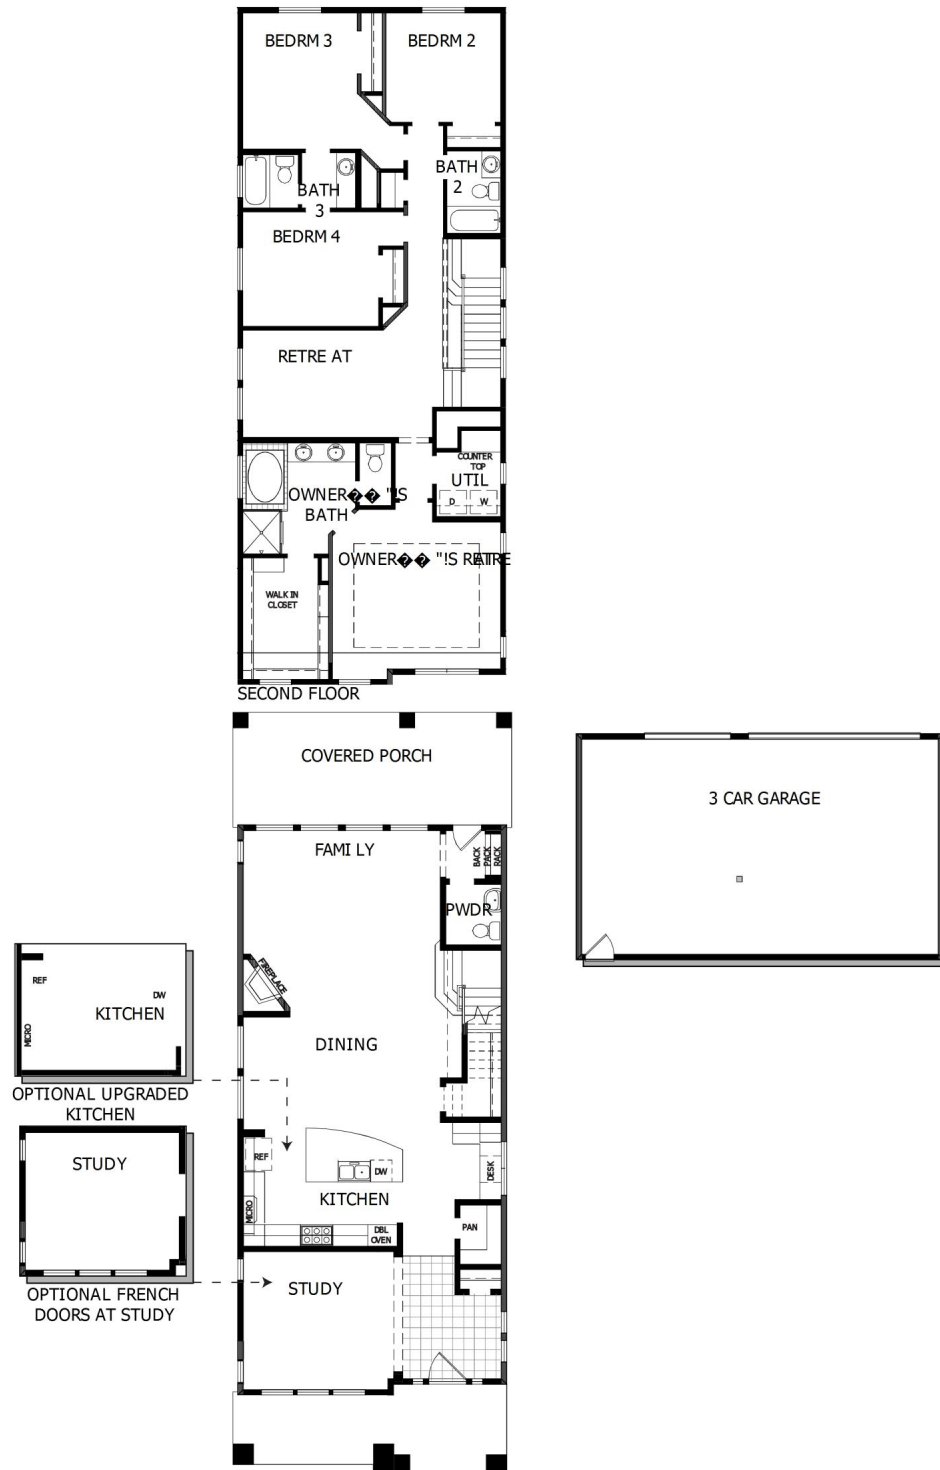 BEDRM 3
BEDRM 2
BATH
2
BATH
3
BEDRM 4
RETRE AT
COUNTER
TOP
UTIL
D
W
OWNER�� "!S
BATH
OWNER�� "!S RETRE
WALK IN
CLOSET
SECOND FLOOR
COVERED PORCH
3 CAR GARAGE
FAMI LY
BACK
PACK
RACK
PWDR
FIREPLACE
REF
DW
KITCHEN
MICRO
OPTIONAL UPGRADED
KITCHEN
DINING
REF
DW
DESK
KITCHEN
MICRO
DBL
OVEN
PAN
STUDY
OPTIONAL FRENCH
DOORS AT STUDY
STUDY